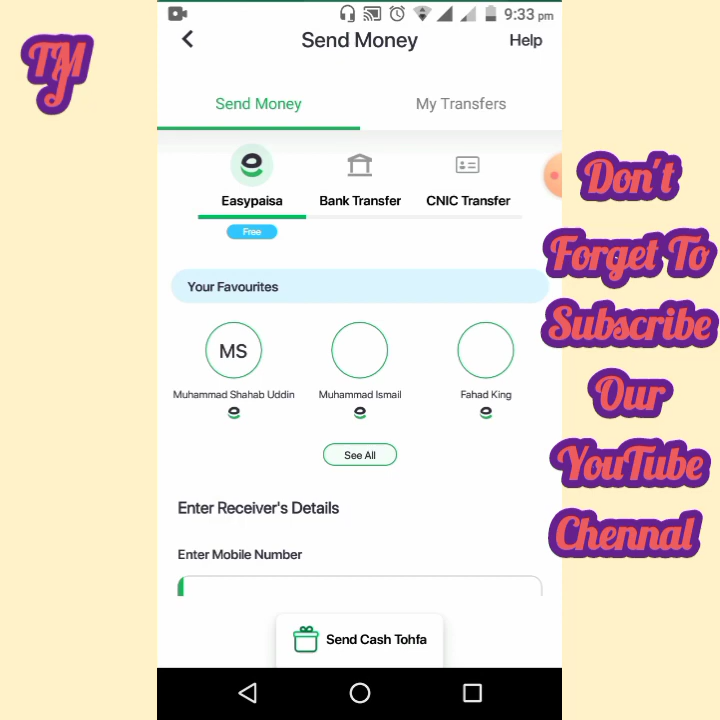 TMJ
9:33 pm
Send Money
Help
Send Money
My Transfers
Easypaisa
Bank Transfer
CNIC Transfer
Free
Your Favourites
MS
Muhammad Shahab Uddin
Muhammad Ismail
Fahad King
See All
Enter Receiver's Details
Enter Mobile Number
Send Cash Tohfa
Don't
Forget To
Subscribe
Our
YouTube
Chennal